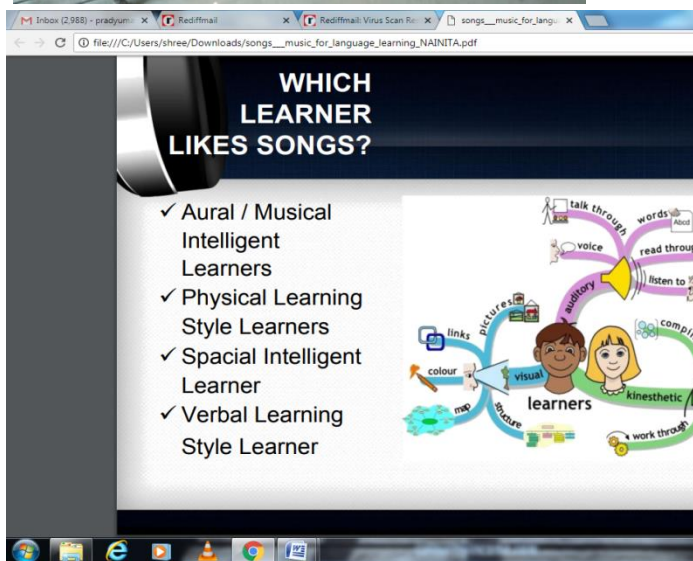 Inbox (2,988) - pradyum
Rediffmail
Rediffmail: Virus Scan Re
songs__music_for_langu
file:///C:/Users/shree/Downloads/songs__music_for_language_learning_NAINITA.pdf
WHICH
LEARNER
LIKES SONGS?
✓ Aural / Musical
Intelligent
Learners
✓ Physical Learning
Style Learners
✓ Spacial Intelligent
Learner
✓ Verbal Learning
Style Learner
talk through
words
Abcd
voice
read throug
auditory
listen to
pictures
links
colour
visual
map
structure
learners
kinesthetic
work through